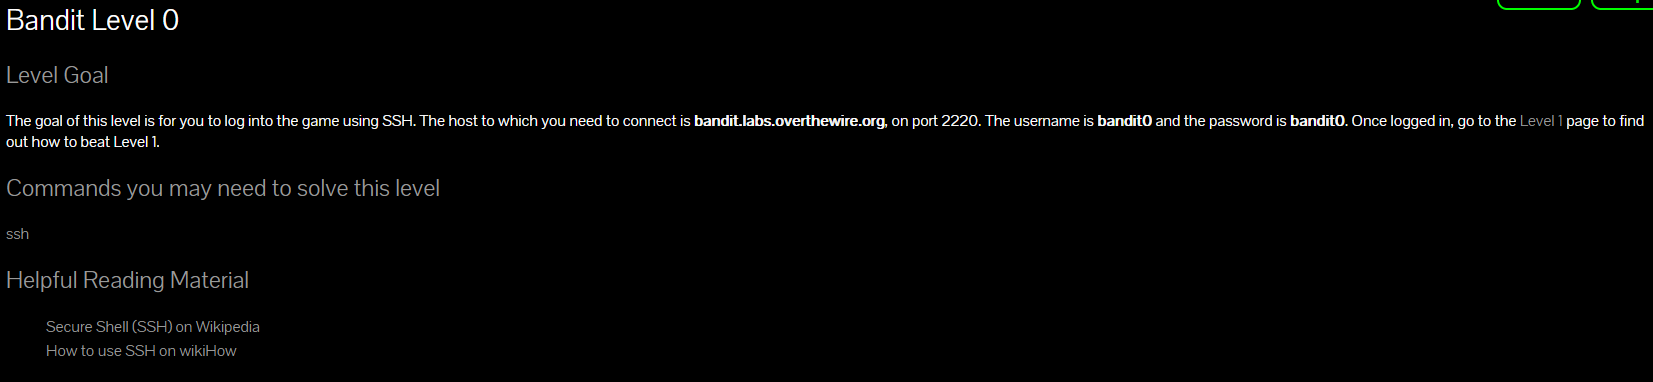 Bandit Level 0
Level Goal
The goal of this level is for you to log into the game using SSH. The host to which you need to connect is bandit.labs.overthewire.org, on port 2220. The username is bandit0 and the password is bandit0. Once logged in, go to the Level 1 page to find
out how to beat Level 1.
Commands you may need to solve this level
ssh
Helpful Reading Material
Secure Shell (SSH) on Wikipedia
How to use SSH on wikiHow